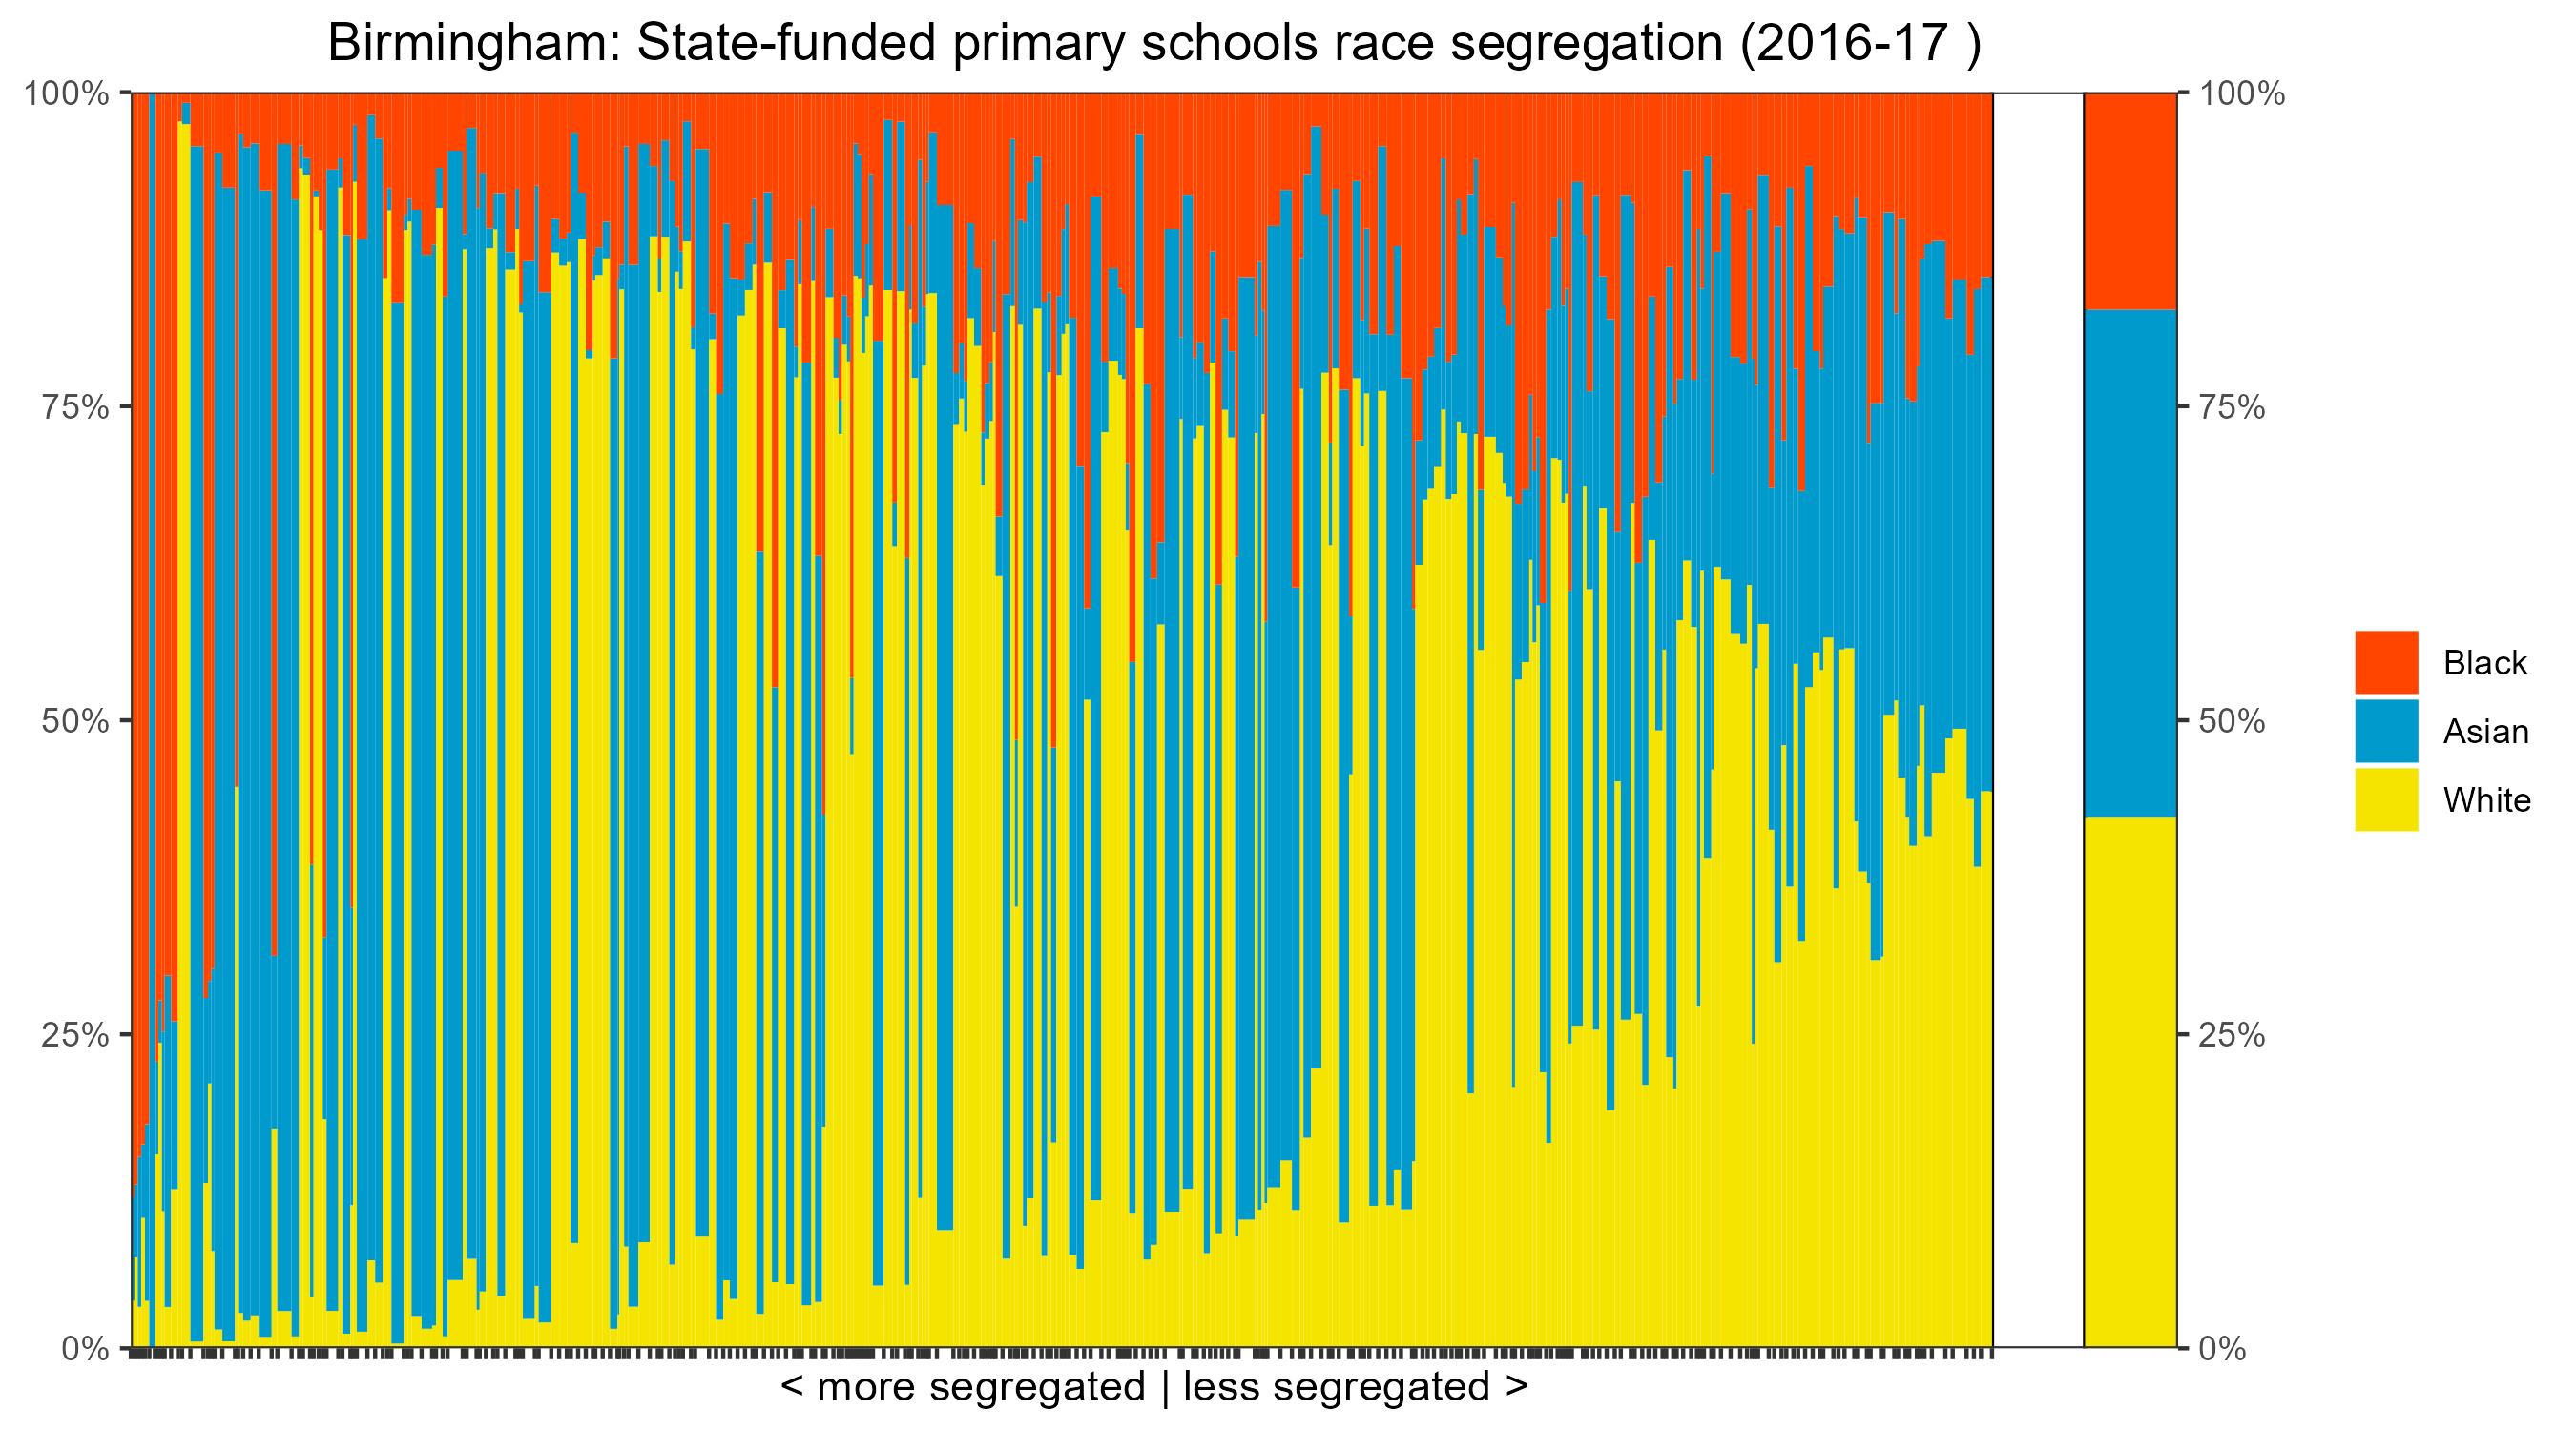 Birmingham: State-funded primary schools race segregation (2016-17 )
100%
75%
50%
25%
0%
100%
75%
50%
25%
0%
Black
Asian
White
< more segregated | less segregated >